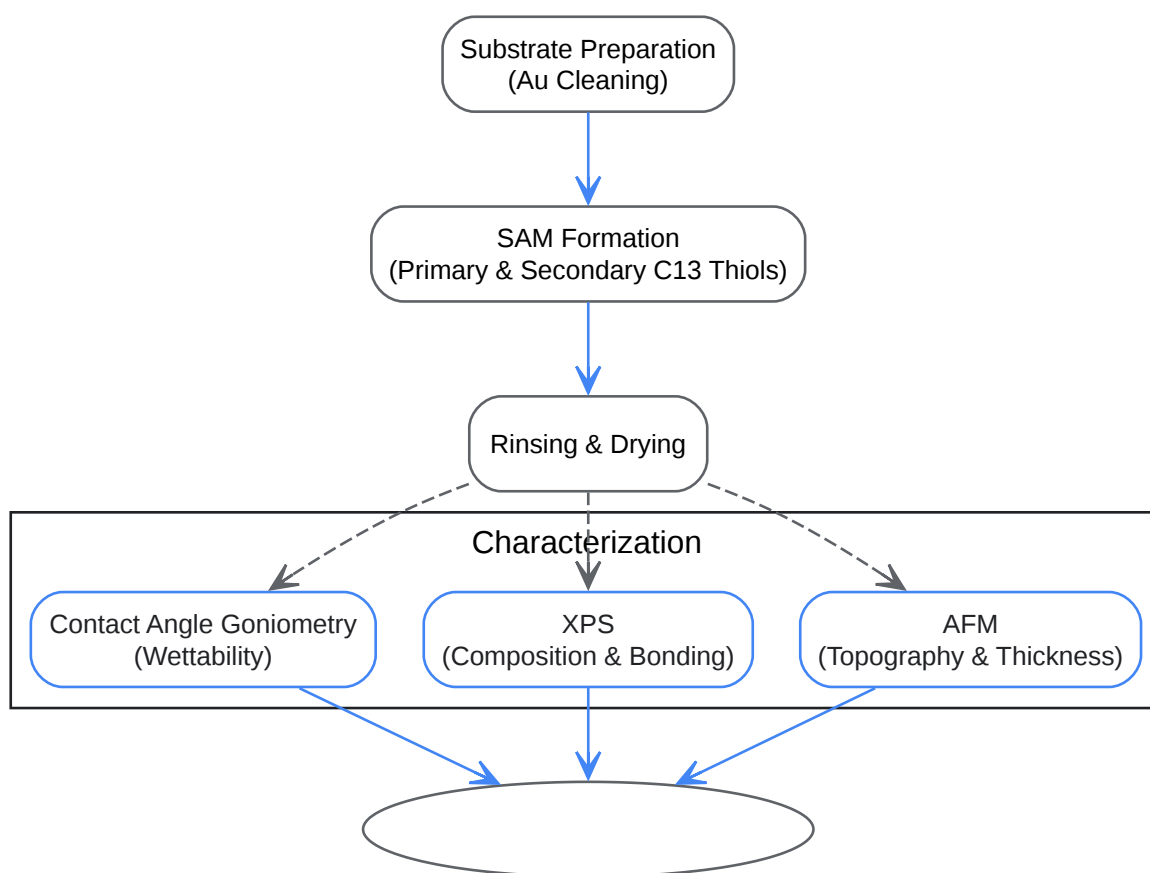 Substrate Preparation
(Au Cleaning)
SAM Formation
(Primary & Secondary C13 Thiols)
Rinsing & Drying
Characterization
Contact Angle Goniometry
(Wettability)
XPS
(Composition & Bonding)
AFM
(Topography & Thickness)